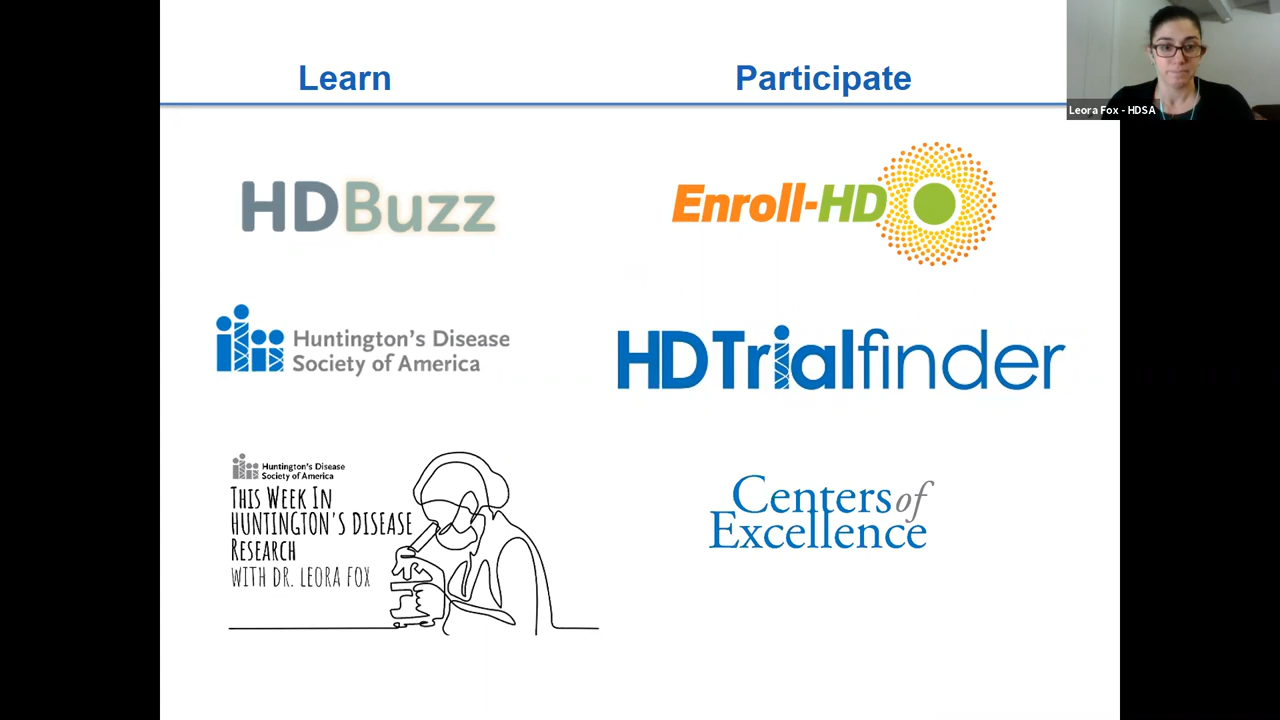 Learn
Participate
Leora Fox - HDSA
HDBuzz
Enroll-HD
Huntington's Disease
Society of America
HDTrialfinder
Huntington's Disease
Society of America
THIS WEEK IN
HUNTINGTON'S DISEASE
RESEARCH
WITH DR. LEORA FOX
Centers of
Excellence